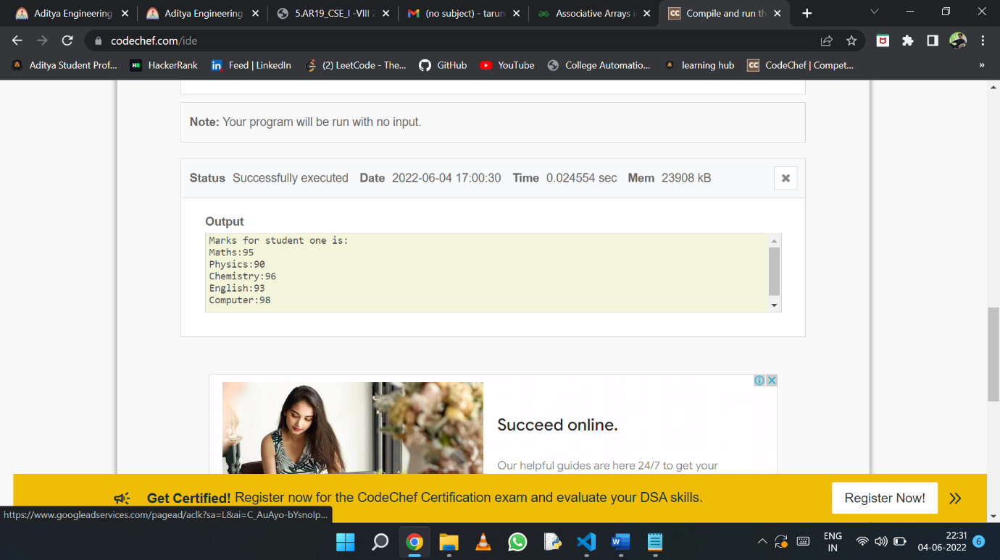 Aditya Engineering
Aditya Engineering
5.AR19_CSE_I -VIII 2
(no subject) - tarun
Associative Arrays i
CC Compile and run th
codechef.com/ide
Aditya Student Prof...
HackerRank
in Feed | LinkedIn
(2) LeetCode - The...
GitHub
YouTube
College Automatio...
learning hub
CC CodeChef | Compet...
»
Note: Your program will be run with no input.
Status Successfully executed Date 2022-06-04 17:00:30 Time 0.024554 sec Mem 23908 kB
Output
Marks for student one is:
Maths:95
Physics:90
Chemistry:96
English:93
Computer:98
Succeed online.
Our helpful guides are here 24/7 to get your
Get Certified! Register now for the CodeChef Certification exam and evaluate your DSA skills.
Register Now!
https://www.googleadservices.com/pagead/aclk?sa=L&ai=C_AuAyo-bYsnoIp...
ENG
IN
22:31
04-06-2022
6